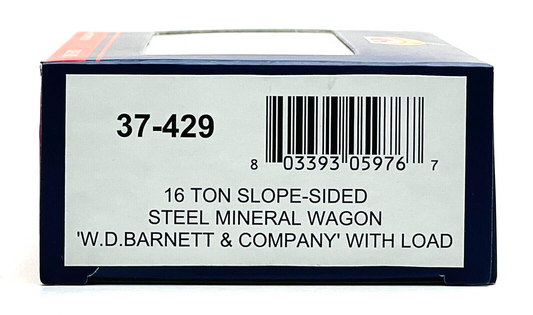 37-429
8 03393 05976 7
16 TON SLOPE-SIDED
STEEL MINERAL WAGON
'W.D.BARNETT & COMPANY' WITH LOAD